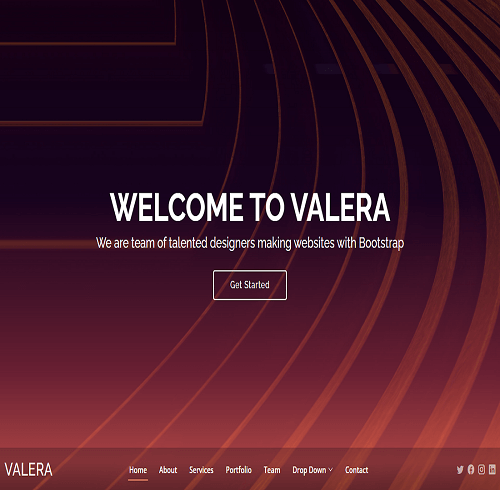 WELCOME TO VALERA
We are team of talented designers making websites with Bootstrap
Get Started
VALERA Home About Services Portfolio Team Drop Down Contact